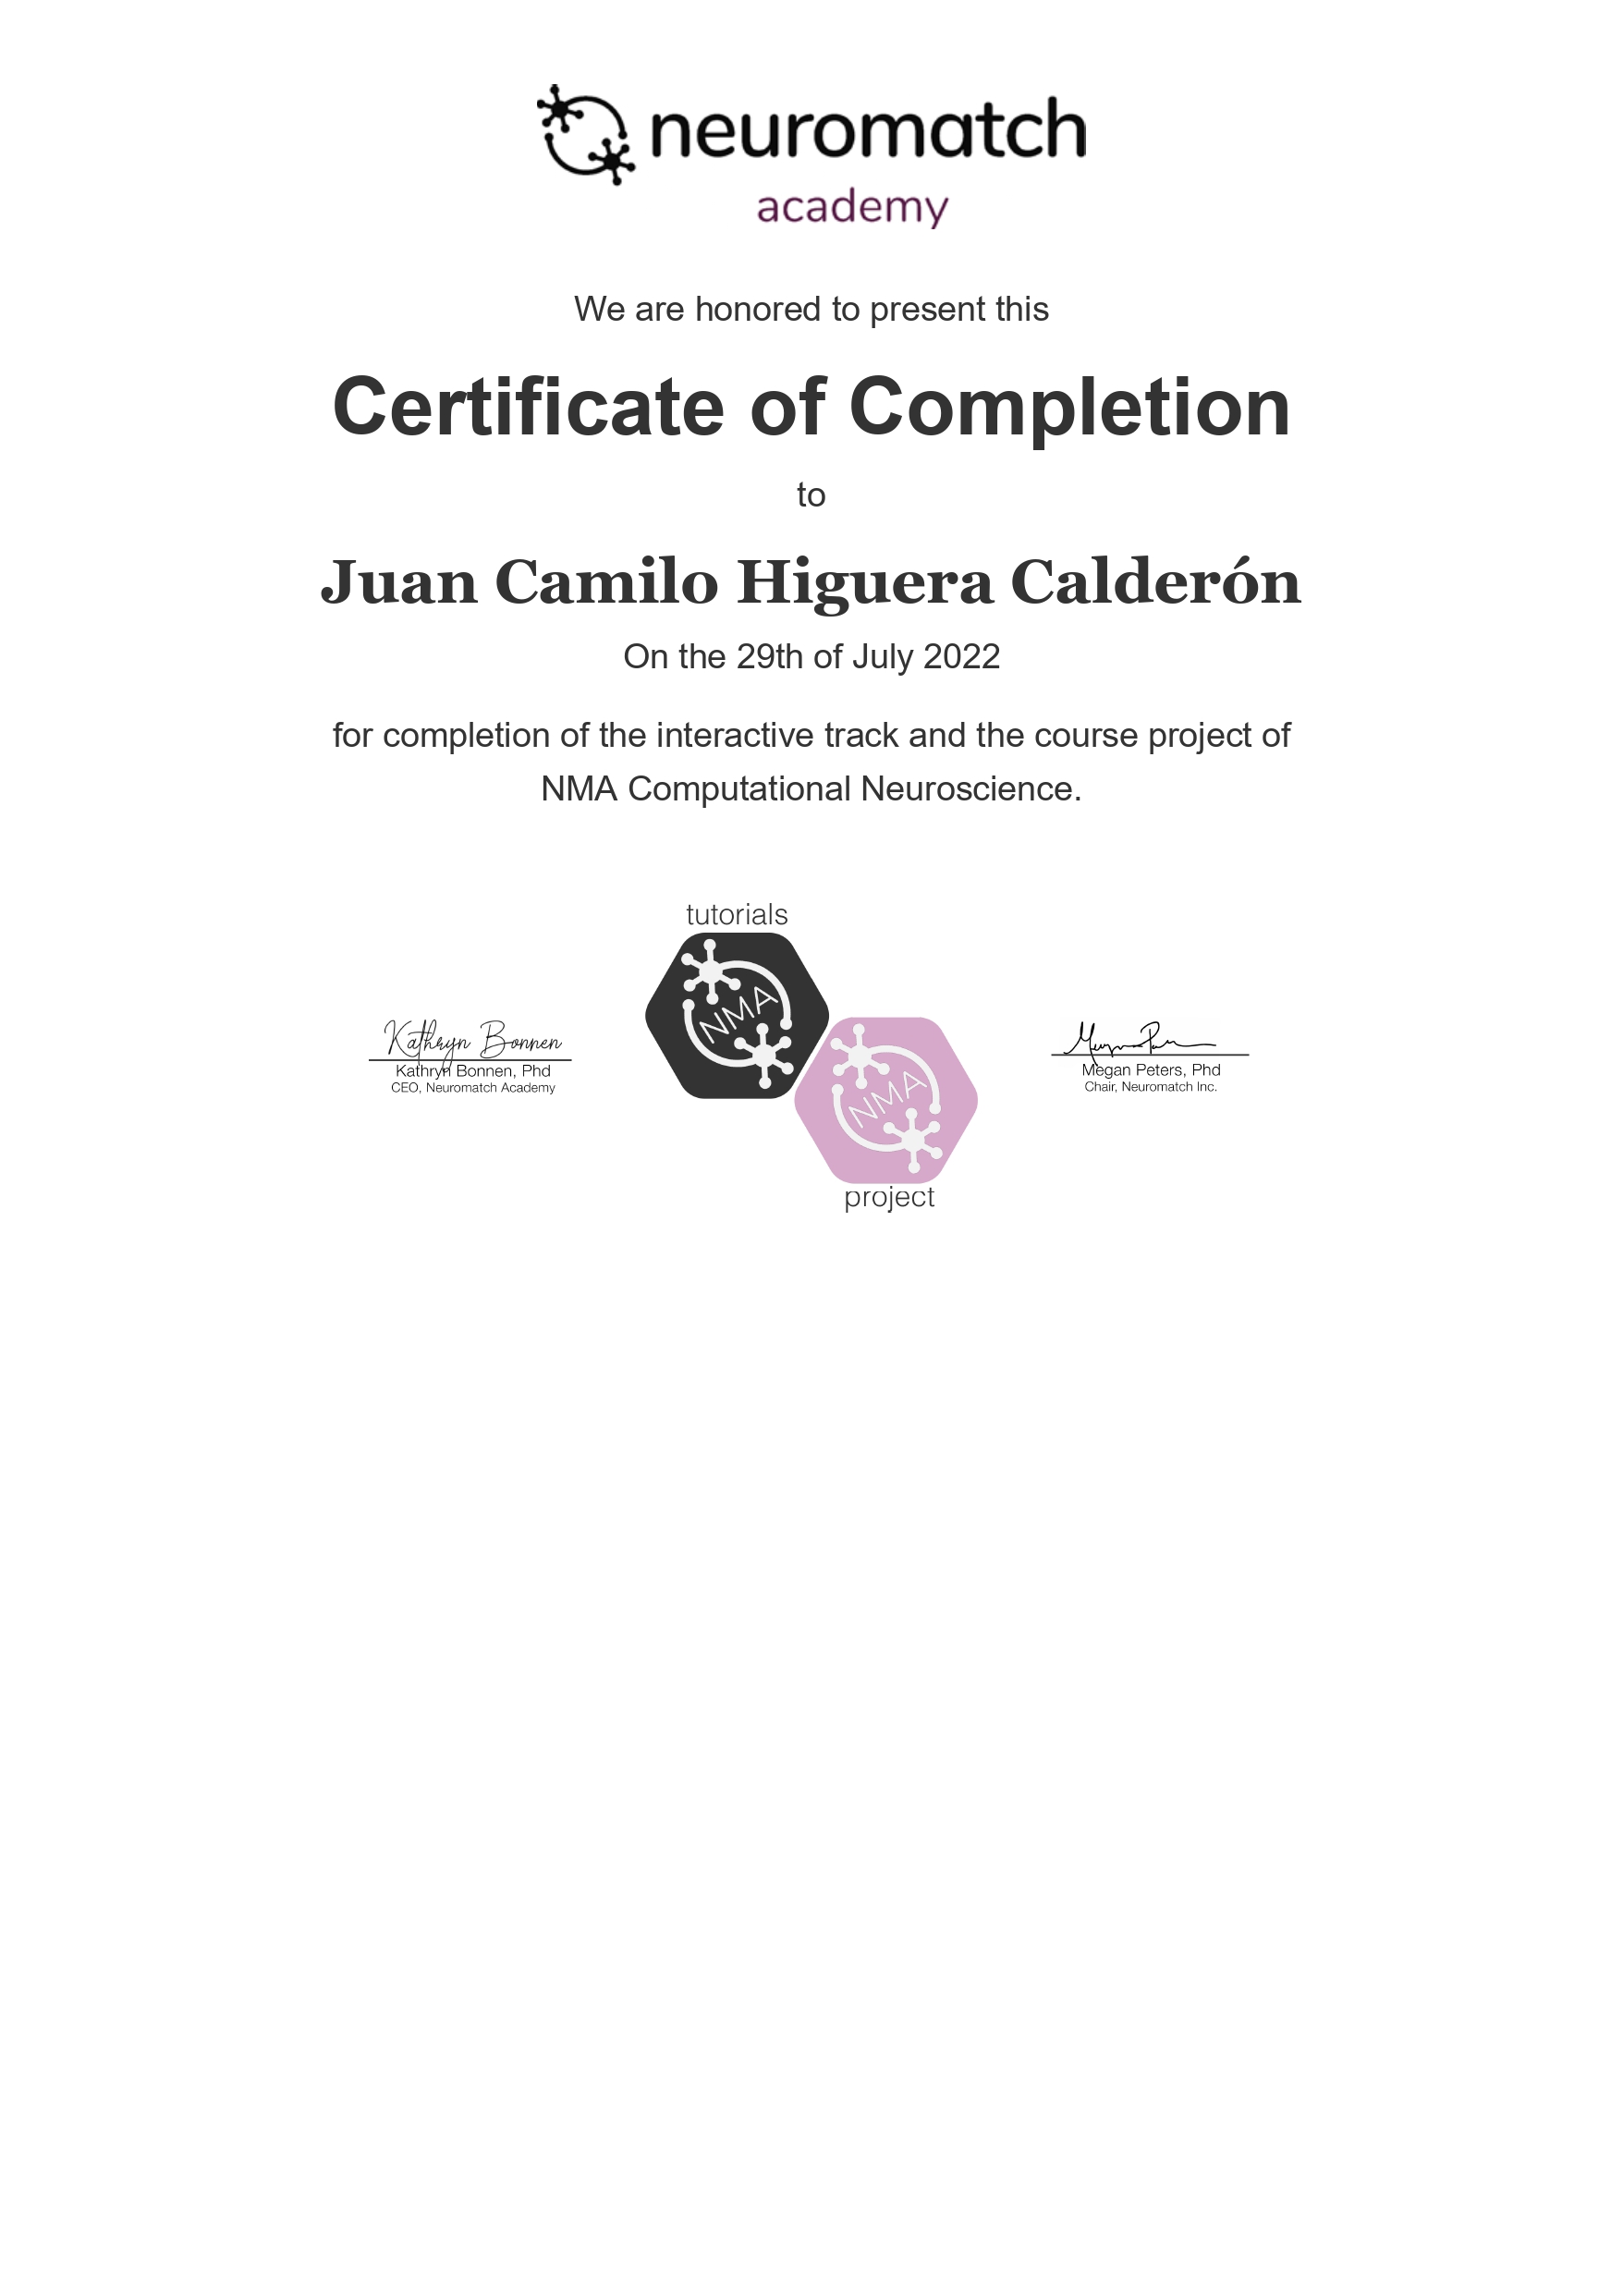 neuromatch
academy
We are honored to present this
Certificate of Completion
to
Juan Camilo Higuera Calderón
On the 29th of July 2022
for completion of the interactive track and the course project of
NMA Computational Neuroscience.
tutorials
NMA
Kathryn Bonnen
Kathryn Bonnen, Phd
CEO, Neuromatch Academy
NMA
project
Megan Peters, Phd
Chair, Neuromatch Inc.